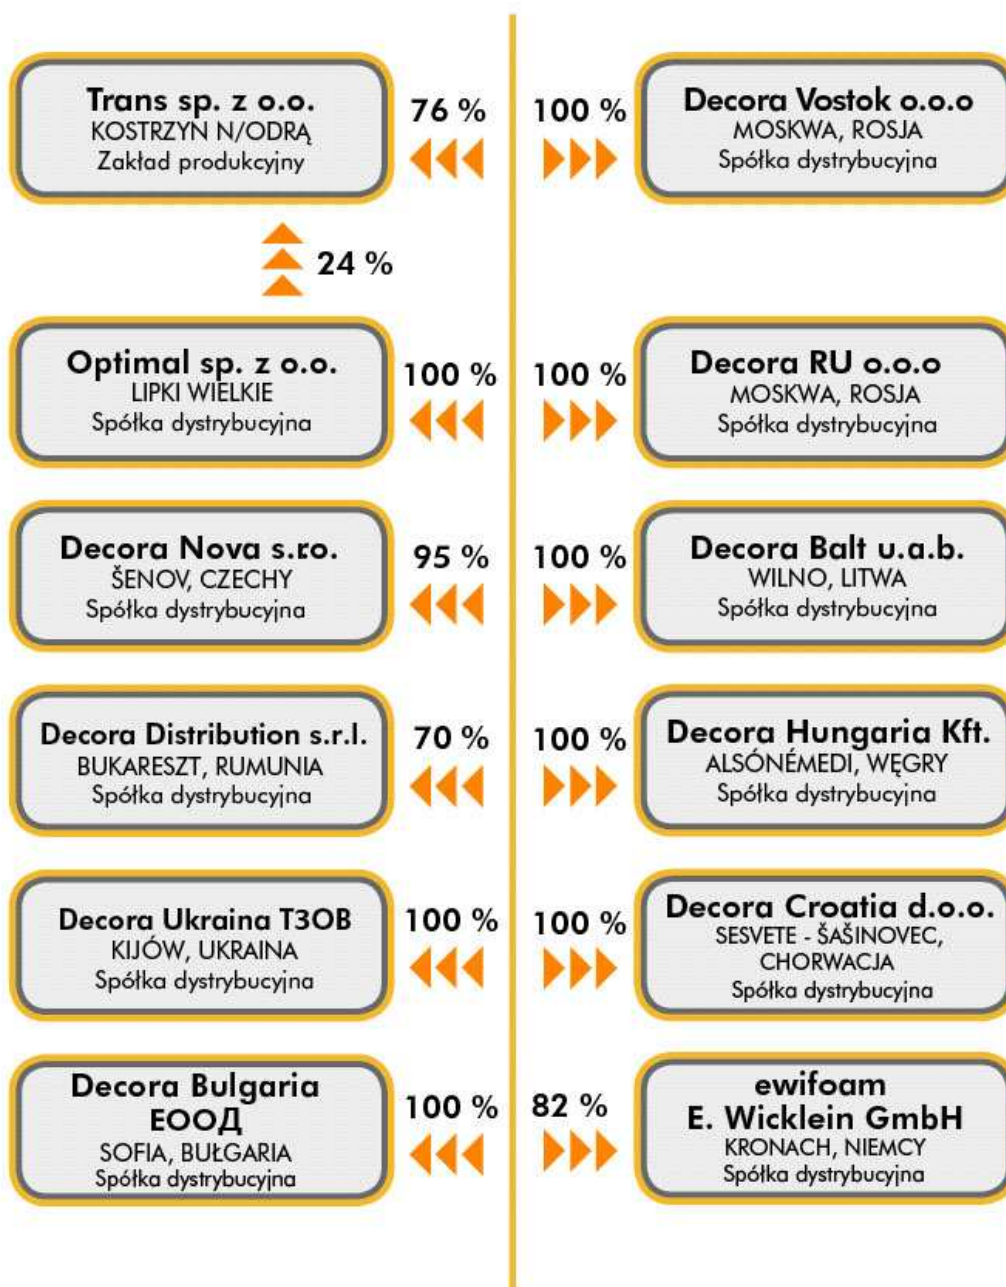 Trans sp. z o.o.
KOSTRZYN N/ODRĄ
Zakład produkcyjny
76 %
100 %
Decora Vostok o.o.o
MOSKWA, ROSJA
Spółka dystrybucyjna
24 %
Optimal sp. z o.o.
LIPKI WIELKIE
Spółka dystrybucyjna
100 %
100 %
Decora RU o.o.o
MOSKWA, ROSJA
Spółka dystrybucyjna
Decora Nova s.r.o.
ŠENOV, CZECHY
Spółka dystrybucyjna
95 %
100 %
Decora Balt u.a.b.
WILNO, LITWA
Spółka dystrybucyjna
Decora Distribution s.r.l.
BUKARESZT, RUMUNIA
Spółka dystrybucyjna
70 %
100 %
Decora Hungaria Kft.
ALSÓNÉMEDI, WĘGRY
Spółka dystrybucyjna
Decora Ukraina ТЗОВ
KIJÓW, UKRAINA
Spółka dystrybucyjna
100 %
100 %
Decora Croatia d.o.o.
SESVETE - ŠAŠINOVEC,
CHORWACJA
Spółka dystrybucyjna
Decora Bulgaria
ЕООД
SOFIA, BUŁGARIA
Spółka dystrybucyjna
100 %
82 %
ewifoam
E. Wicklein GmbH
KRONACH, NIEMCY
Spółka dystrybucyjna